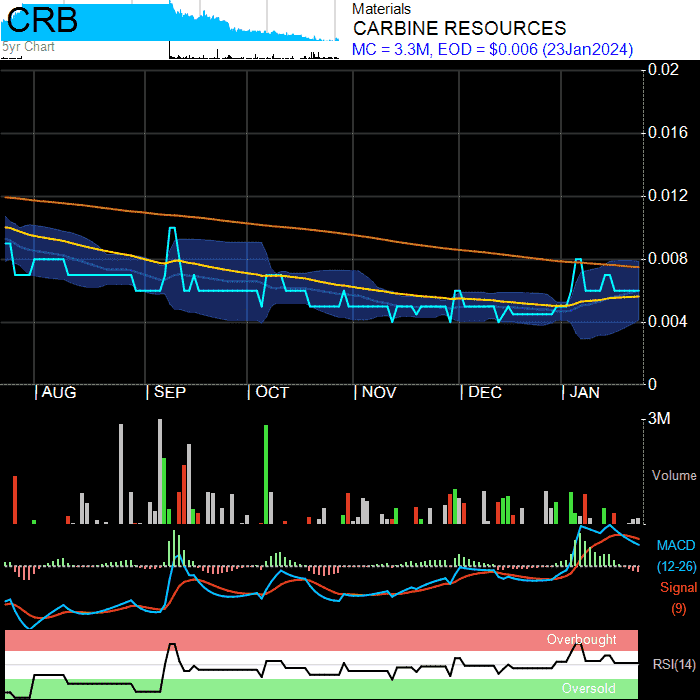 CRB
5yr Chart
Materials
CARBINE RESOURCES
MC = 3.3M, EOD = $0.006 (23Jan2024)
0.02
0.016
0.012
0.008
0.004
0
AUG
SEP
OCT
NOV
DEC
JAN
3M
Volume
MACD
(12-26)
Signal
(9)
Overbought
RSI(14)
Oversold